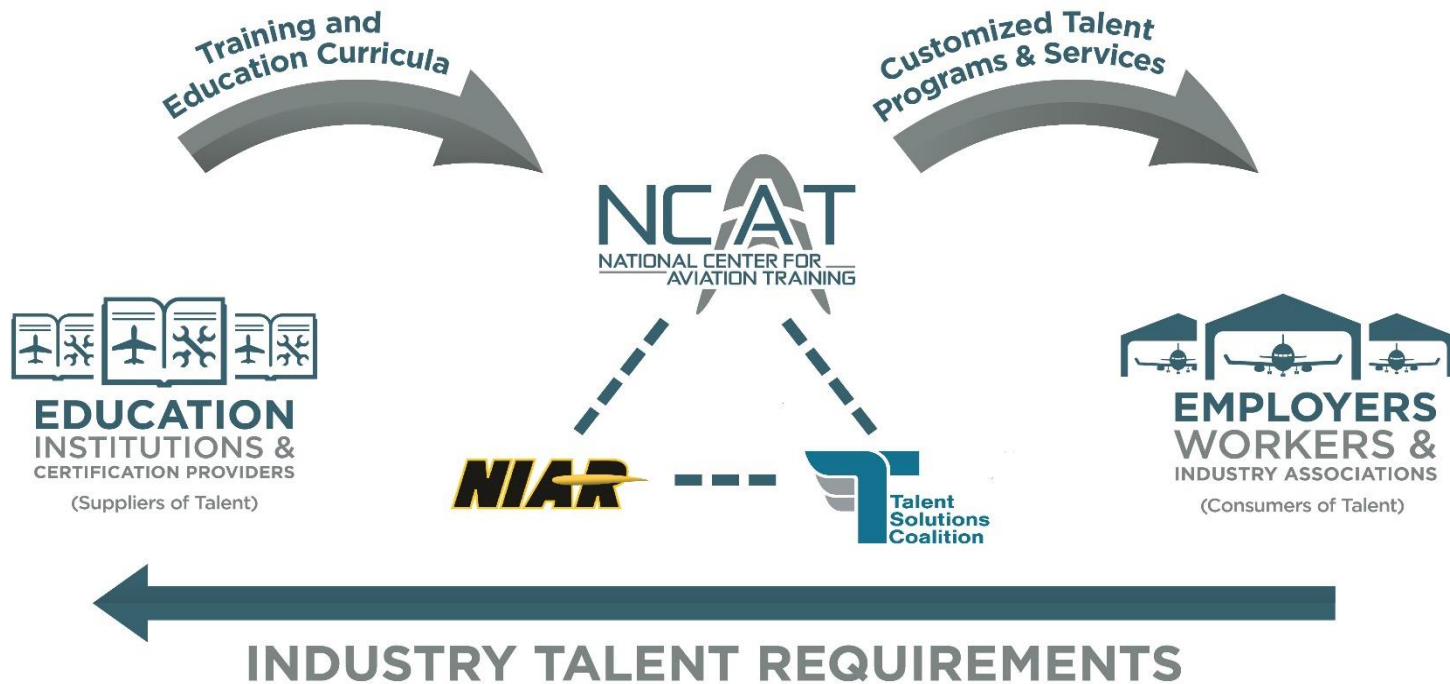 Training and
Education Curricula
Customized Talent
Programs & Services
NCAT
NATIONAL CENTER FOR
AVIATION TRAINING
EDUCATION
INSTITUTIONS &
CERTIFICATION PROVIDERS
(Suppliers of Talent)
NIAR
T
Talent
Solutions
Coalition
EMPLOYERS
WORKERS &
INDUSTRY ASSOCIATIONS
(Consumers of Talent)
INDUSTRY TALENT REQUIREMENTS